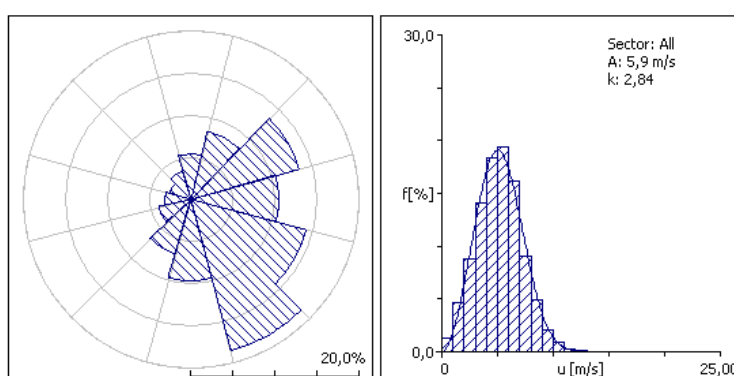 20,0%
30,0
Sector: All
A: 5,9 m/s
k: 2,84
f[%]
0,0
0
u [m/s]
25,00